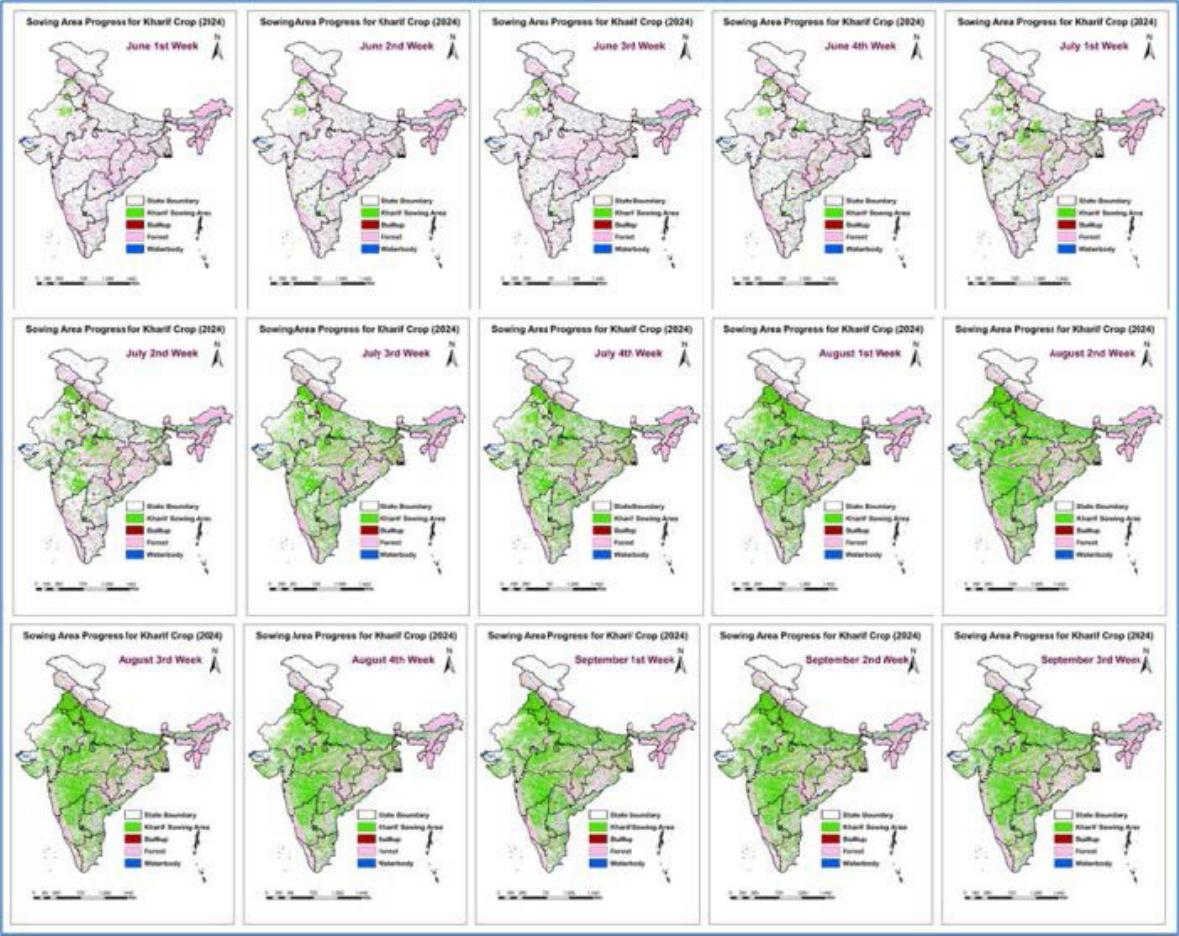 Sowing Area Progress for Kharif Crop (2024)
June 1st Week
N
State Boundary
Kharif Sowing Area
Builtup
Forest
Waterbody
Sowing Area Progress for Kharif Crop (2024)
June 2nd Week
N
State Boundary
Kharif Sowing Area
Builtup
Forest
Waterbody
Sowing Area Progress for Kharif Crop (2024)
June 3rd Week
N
State Boundary
Kharif Sowing Area
Builtup
Forest
Waterbody
Sowing Area Progress for Kharif Crop (2024)
June 4th Week
N
State Boundary
Kharif Sowing Area
Builtup
Forest
Waterbody
Sowing Area Progress for Kharif Crop (2024)
July 1st Week
N
State Boundary
Kharif Sowing Area
Builtup
Forest
Waterbody
Sowing Area Progress for Kharif Crop (2024)
July 2nd Week
N
State Boundary
Kharif Sowing Area
Builtup
Forest
Waterbody
Sowing Area Progress for Kharif Crop (2024)
July 3rd Week
N
State Boundary
Kharif Sowing Area
Builtup
Forest
Waterbody
Sowing Area Progress for Kharif Crop (2024)
July 4th Week
N
State Boundary
Kharif Sowing Area
Builtup
Forest
Waterbody
Sowing Area Progress for Kharif Crop (2024)
August 1st Week
N
State Boundary
Kharif Sowing Area
Builtup
Forest
Waterbody
Sowing Area Progress for Kharif Crop (2024)
August 2nd Week
N
State Boundary
Kharif Sowing Area
Builtup
Forest
Waterbody
Sowing Area Progress for Kharif Crop (2024)
August 3rd Week
N
State Boundary
Kharif Sowing Area
Builtup
Forest
Waterbody
Sowing Area Progress for Kharif Crop (2024)
August 4th Week
N
State Boundary
Kharif Sowing Area
Builtup
Forest
Waterbody
Sowing Area Progress for Kharif Crop (2024)
September 1st Week
N
State Boundary
Kharif Sowing Area
Builtup
Forest
Waterbody
Sowing Area Progress for Kharif Crop (2024)
September 2nd Week
N
State Boundary
Kharif Sowing Area
Builtup
Forest
Waterbody
Sowing Area Progress for Kharif Crop (2024)
September 3rd Week
N
State Boundary
Kharif Sowing Area
Builtup
Forest
Waterbody